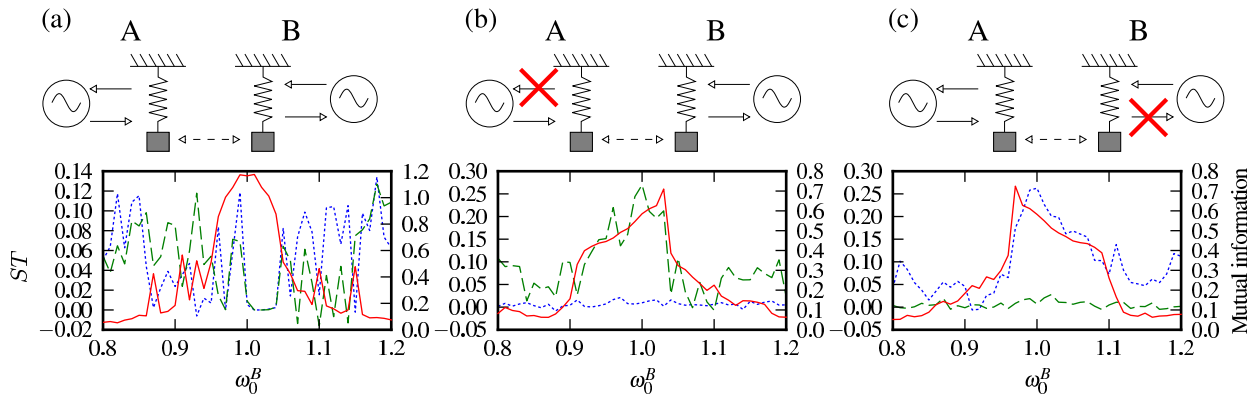 (a)
A
B
(b)
A
B
(c)
A
B
ST
0.14
0.12
0.10
0.08
0.06
0.04
0.02
0.00
−0.02
1.2
1.0
0.8
0.6
0.4
0.2
0.0
0.8 0.9 1.0 1.1 1.2
ω₀ᴮ
0.30
0.25
0.20
0.15
0.10
0.05
0.00
−0.05
0.8
0.7
0.6
0.5
0.4
0.3
0.2
0.1
0.0
0.8 0.9 1.0 1.1 1.2
ω₀ᴮ
0.30
0.25
0.20
0.15
0.10
0.05
0.00
−0.05
0.8
0.7
0.6
0.5
0.4
0.3
0.2
0.1
0.0
0.8 0.9 1.0 1.1 1.2
ω₀ᴮ
Mutual information